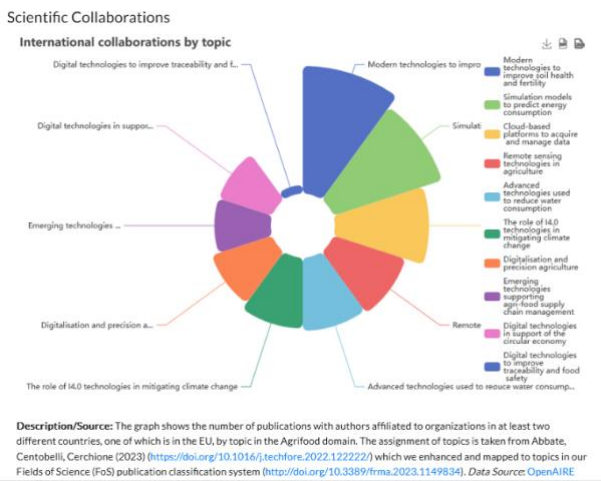 Scientific Collaborations
International collaborations by topic
Digital technologies to improve traceability and f...
Modern technologies to impro
Digital technologies in suppor...
Simulati
Emerging technologies ...
Digitalisation and precision a...
Remote
The role of I4.0 technologies in mitigating climate change
Advanced technologies used to reduce water consump...
Modern
technologies to
improve soil health
and fertility
Simulation models
to predict energy
consumption
Cloud-based
platforms to acquire
and manage data
Remote sensing
technologies in
agriculture
Advanced
technologies used
to reduce water
consumption
The role of I4.0
technologies in
mitigating climate
change
Digitalisation and
precision agriculture
Emerging
technologies
supporting
agri-food supply
chain management
Digital technologies
in support of the
circular economy
Digital technologies
to improve
traceability and food
safety
Description/Source: The graph shows the number of publications with authors affiliated to organizations in at least two
different countries, one of which is in the EU, by topic in the Agrifood domain. The assignment of topics is taken from Abbate,
Centobelli, Cerchione (2023) (https://doi.org/10.1016/j.techfore.2022.122222/) which we enhanced and mapped to topics in our
Fields of Science (FoS) publication classification system (http://doi.org/10.3389/frma.2023.1149834). Data Source: OpenAIRE